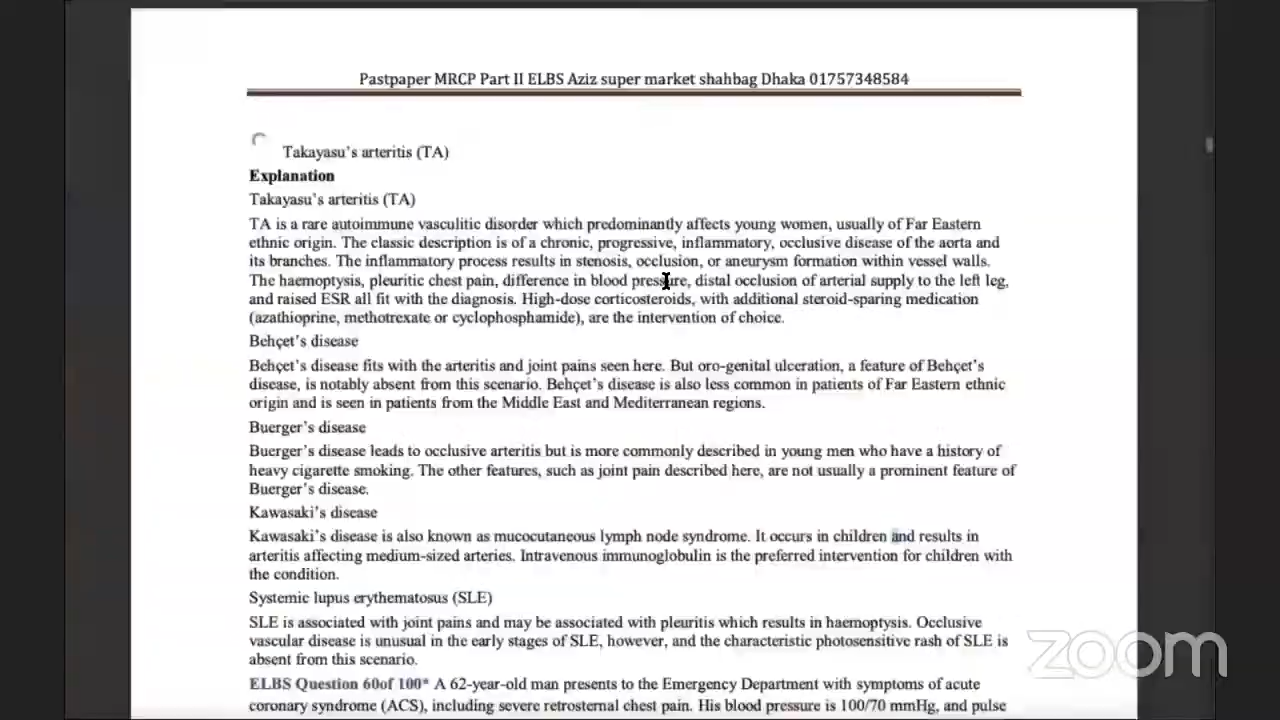 Pastpaper MRCP Part II ELBS Aziz super market shahbag Dhaka 01757348584
Takayasu's arteritis (TA)
Explanation
Takayasu's arteritis (TA)
TA is a rare autoimmune vasculitic disorder which predominantly affects young women, usually of Far Eastern
ethnic origin. The classic description is of a chronic, progressive, inflammatory, occlusive disease of the aorta and
its branches. The inflammatory process results in stenosis, occlusion, or aneurysm formation within vessel walls.
The haemoptysis, pleuritic chest pain, difference in blood pressure, distal occlusion of arterial supply to the left leg,
and raised ESR all fit with the diagnosis. High-dose corticosteroids, with additional steroid-sparing medication
(azathioprine, methotrexate or cyclophosphamide), are the intervention of choice.
Behçet's disease
Behçet's disease fits with the arteritis and joint pains seen here. But oro-genital ulceration, a feature of Behçet's
disease, is notably absent from this scenario. Behçet's disease is also less common in patients of Far Eastern ethnic
origin and is seen in patients from the Middle East and Mediterranean regions.
Buerger's disease
Buerger's disease leads to occlusive arteritis but is more commonly described in young men who have a history of
heavy cigarette smoking. The other features, such as joint pain described here, are not usually a prominent feature of
Buerger's disease.
Kawasaki's disease
Kawasaki's disease is also known as mucocutaneous lymph node syndrome. It occurs in children and results in
arteritis affecting medium-sized arteries. Intravenous immunoglobulin is the preferred intervention for children with
the condition.
Systemic lupus erythematosus (SLE)
SLE is associated with joint pains and may be associated with pleuritis which results in haemoptysis. Occlusive
vascular disease is unusual in the early stages of SLE, however, and the characteristic photosensitive rash of SLE is
absent from this scenario.
ELBS Question 60of 100* A 62-year-old man presents to the Emergency Department with symptoms of acute
coronary syndrome (ACS), including severe retrosternal chest pain. His blood pressure is 100/70 mmHg, and pulse
zoom